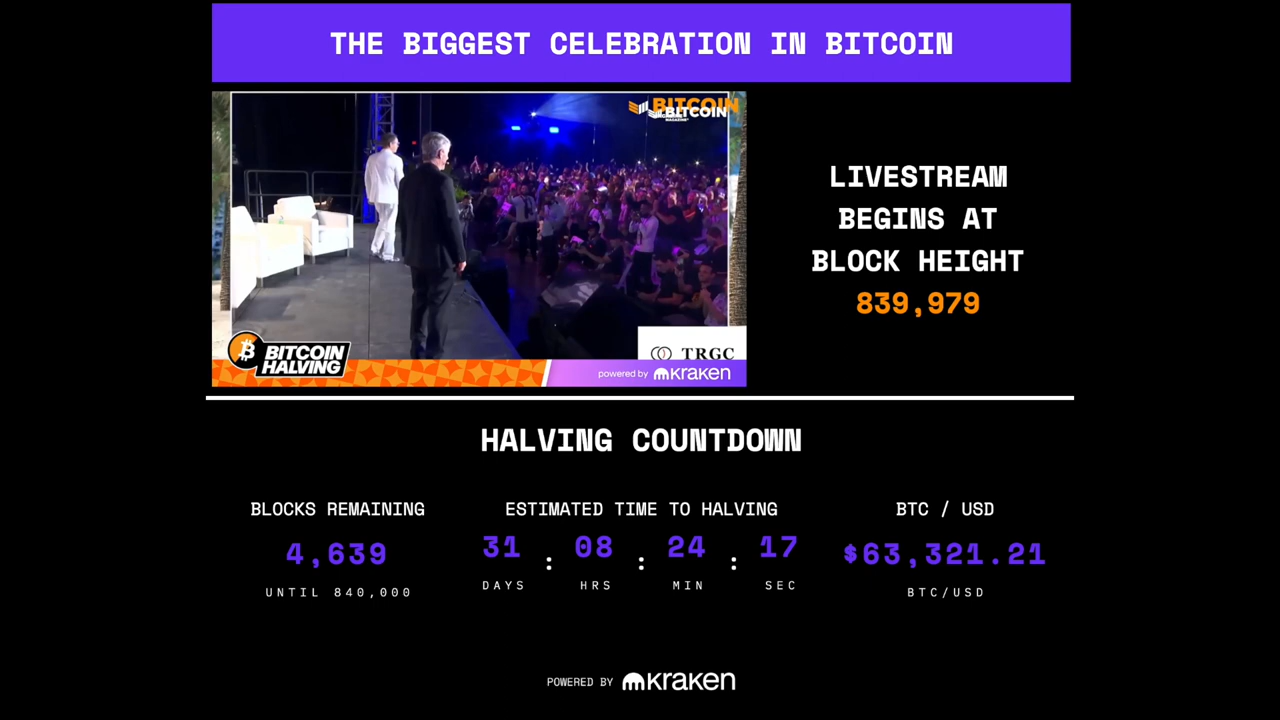 THE BIGGEST CELEBRATION IN BITCOIN
BITCOIN
BITCOIN
MAGAZINE
LIVESTREAM
BEGINS AT
BLOCK HEIGHT
839,979
BITCOIN
HALVING
TRGC
powered by kraken
HALVING COUNTDOWN
BLOCKS REMAINING
4,639
UNTIL 840,000
ESTIMATED TIME TO HALVING
31 : 08 : 24 : 17
DAYS HRS MIN SEC
BTC / USD
$63,321.21
BTC/USD
POWERED BY kraken